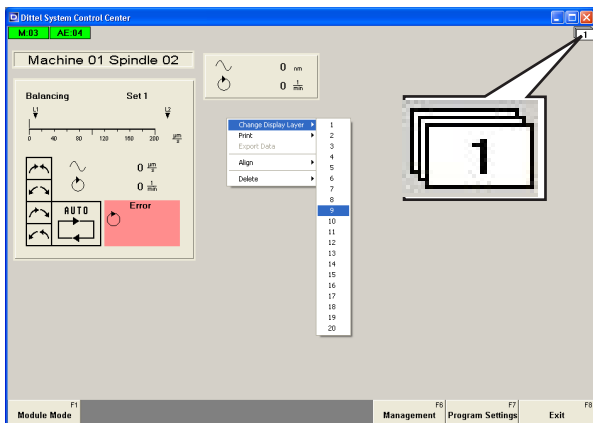 Dittel System Control Center
M:03 AE:04
1
Machine 01 Spindle 02
0 nm
0 1/min
Balancing Set 1
L1 L2
0 40 80 120 160 200 µm/s
0 µm/s
0 1/min
AUTO
Error
Change Display Layer
Print
Export Data
Align
Delete
1
2
3
4
5
6
7
8
9
10
11
12
13
14
15
16
17
18
19
20
1
F1
Module Mode
F6
Management
F7
Program Settings
F8
Exit